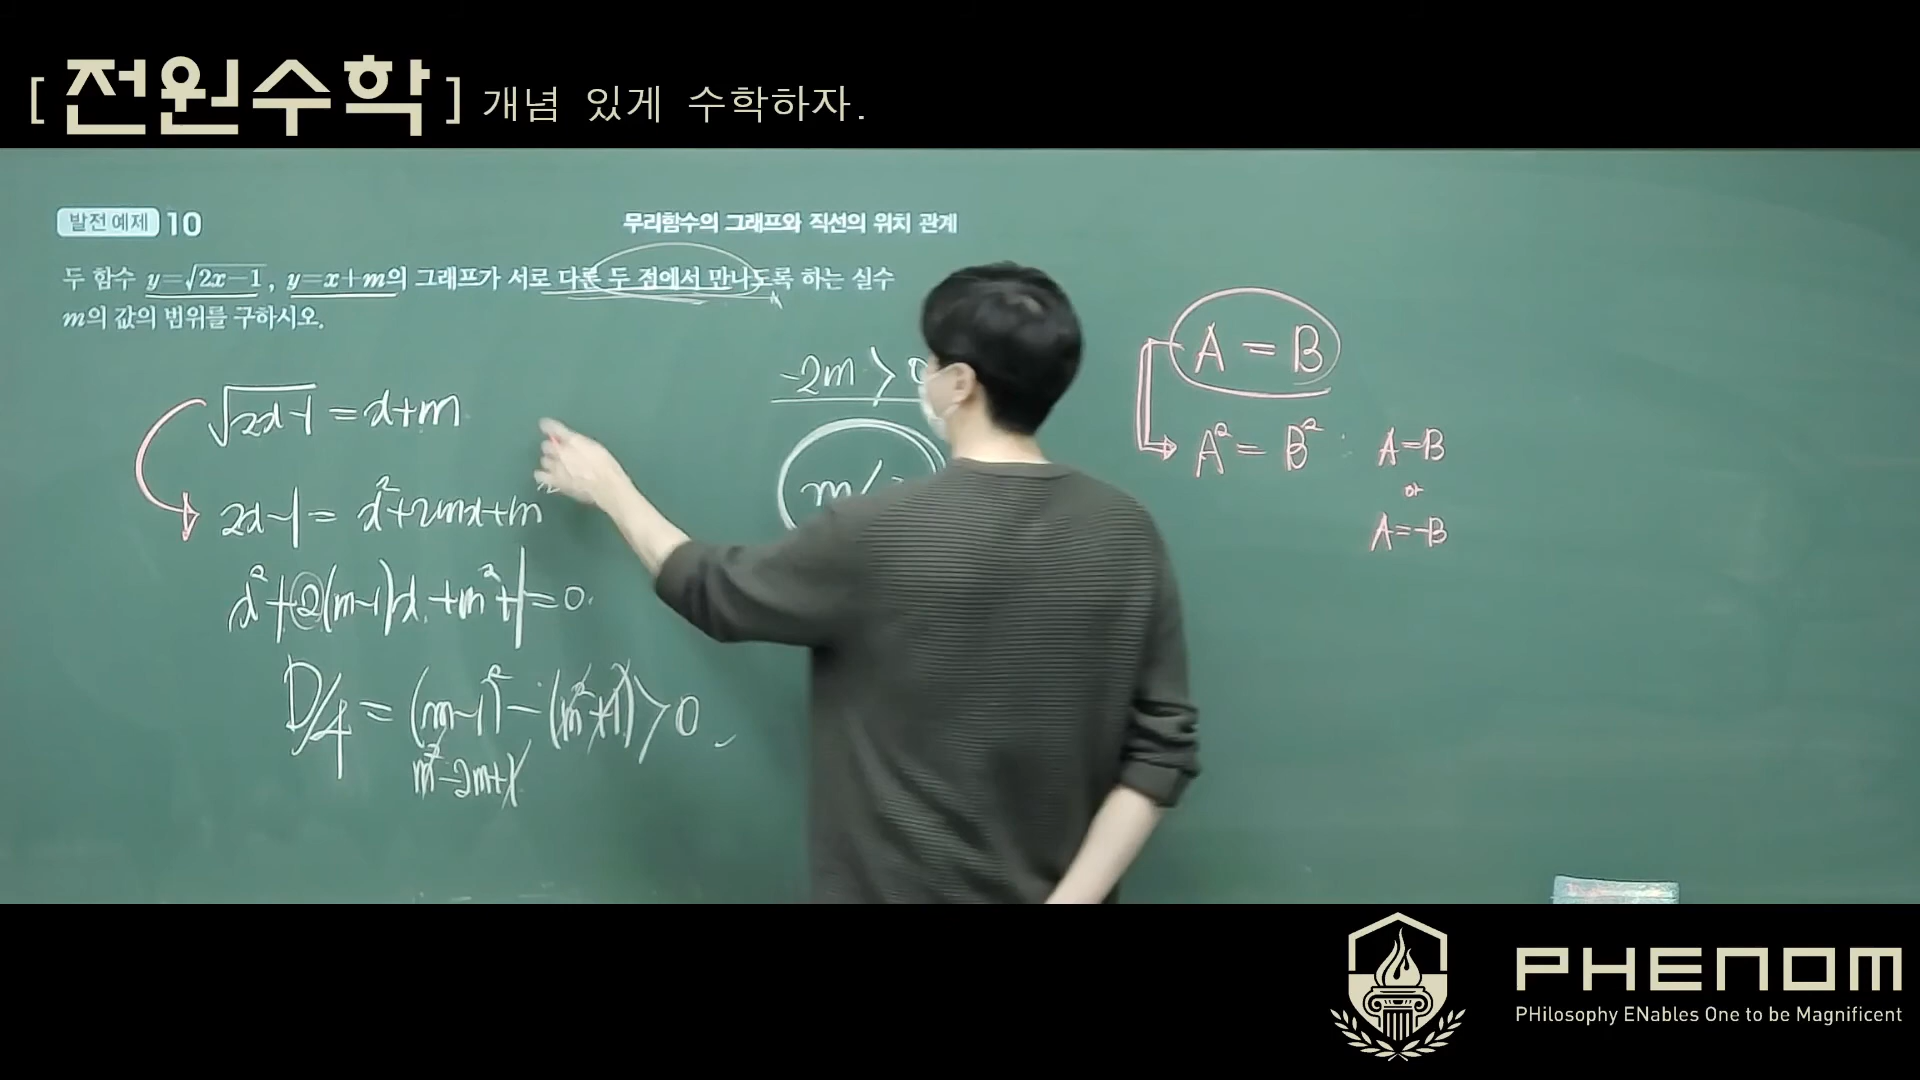 [전원수학] 개념 있게 수학하자.
발전 예제 10
무리함수의 그래프와 직선의 위치 관계
두 함수 y=√2x-1, y=x+m의 그래프가 서로 다른 두 점에서 만나도록 하는 실수
m의 값의 범위를 구하시오.
√2x-1 = x+m
2x-1 = x²+2mx+m²
x²+2(m-1)x+m²+1=0.
D/4 = (m-1)²-(m²+1)>0
m²-2m+1
-2m > 0
m <
A = B
A² = B² : A=B
or
A=-B
PHENOM
PHilosophy ENables One to be Magnificent